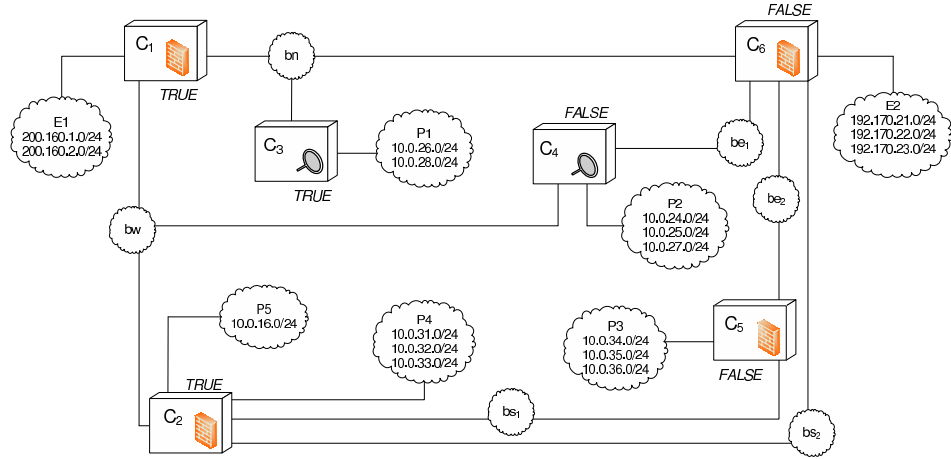 FALSE
C1
bn
C6
TRUE
E1
200.160.1.0/24
200.160.2.0/24
E2
192.170.21.0/24
192.170.22.0/24
192.170.23.0/24
FALSE
C3
P1
10.0.26.0/24
10.0.28.0/24
C4
be1
TRUE
be2
P2
10.0.24.0/24
10.0.25.0/24
10.0.27.0/24
bw
P5
10.0.16.0/24
P4
10.0.31.0/24
10.0.32.0/24
10.0.33.0/24
P3
10.0.34.0/24
10.0.35.0/24
10.0.36.0/24
C5
FALSE
TRUE
C2
bs1
bs2